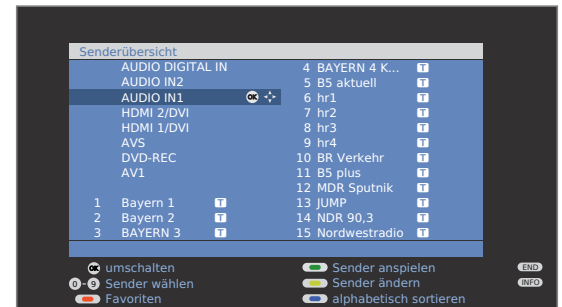 Senderübersicht
AUDIO DIGITAL IN
AUDIO IN2
AUDIO IN1 OK
HDMI 2/DVI
HDMI 1/DVI
AVS
DVD-REC
AV1
1 Bayern 1 T
2 Bayern 2 T
3 BAYERN 3 T
4 BAYERN 4 K... T
5 B5 aktuell T
6 hr1 T
7 hr2 T
8 hr3 T
9 hr4 T
10 BR Verkehr T
11 B5 plus T
12 MDR Sputnik T
13 JUMP T
14 NDR 90,3 T
15 Nordwestradio T
OK umschalten
0-9 Sender wählen
Favoriten
Sender anspielen
Sender ändern
alphabetisch sortieren
END
INFO